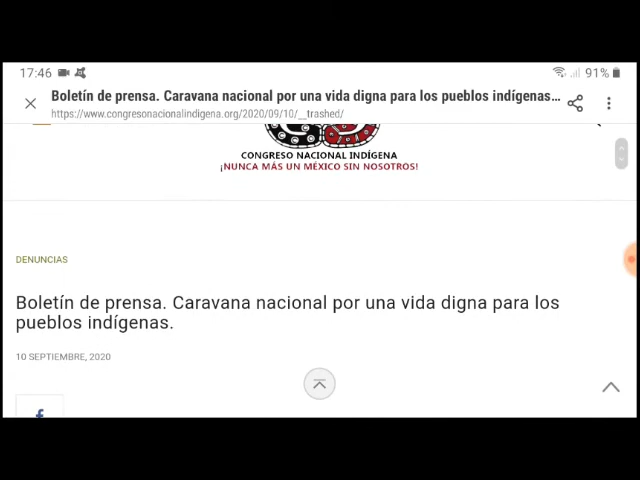 17:46
91%
Boletín de prensa. Caravana nacional por una vida digna para los pueblos indígenas...
https://www.congresonacionalindigena.org/2020/09/10/__trashed/
CONGRESO NACIONAL INDÍGENA
¡NUNCA MÁS UN MÉXICO SIN NOSOTROS!
DENUNCIAS
Boletín de prensa. Caravana nacional por una vida digna para los
pueblos indígenas.
10 SEPTIEMBRE, 2020